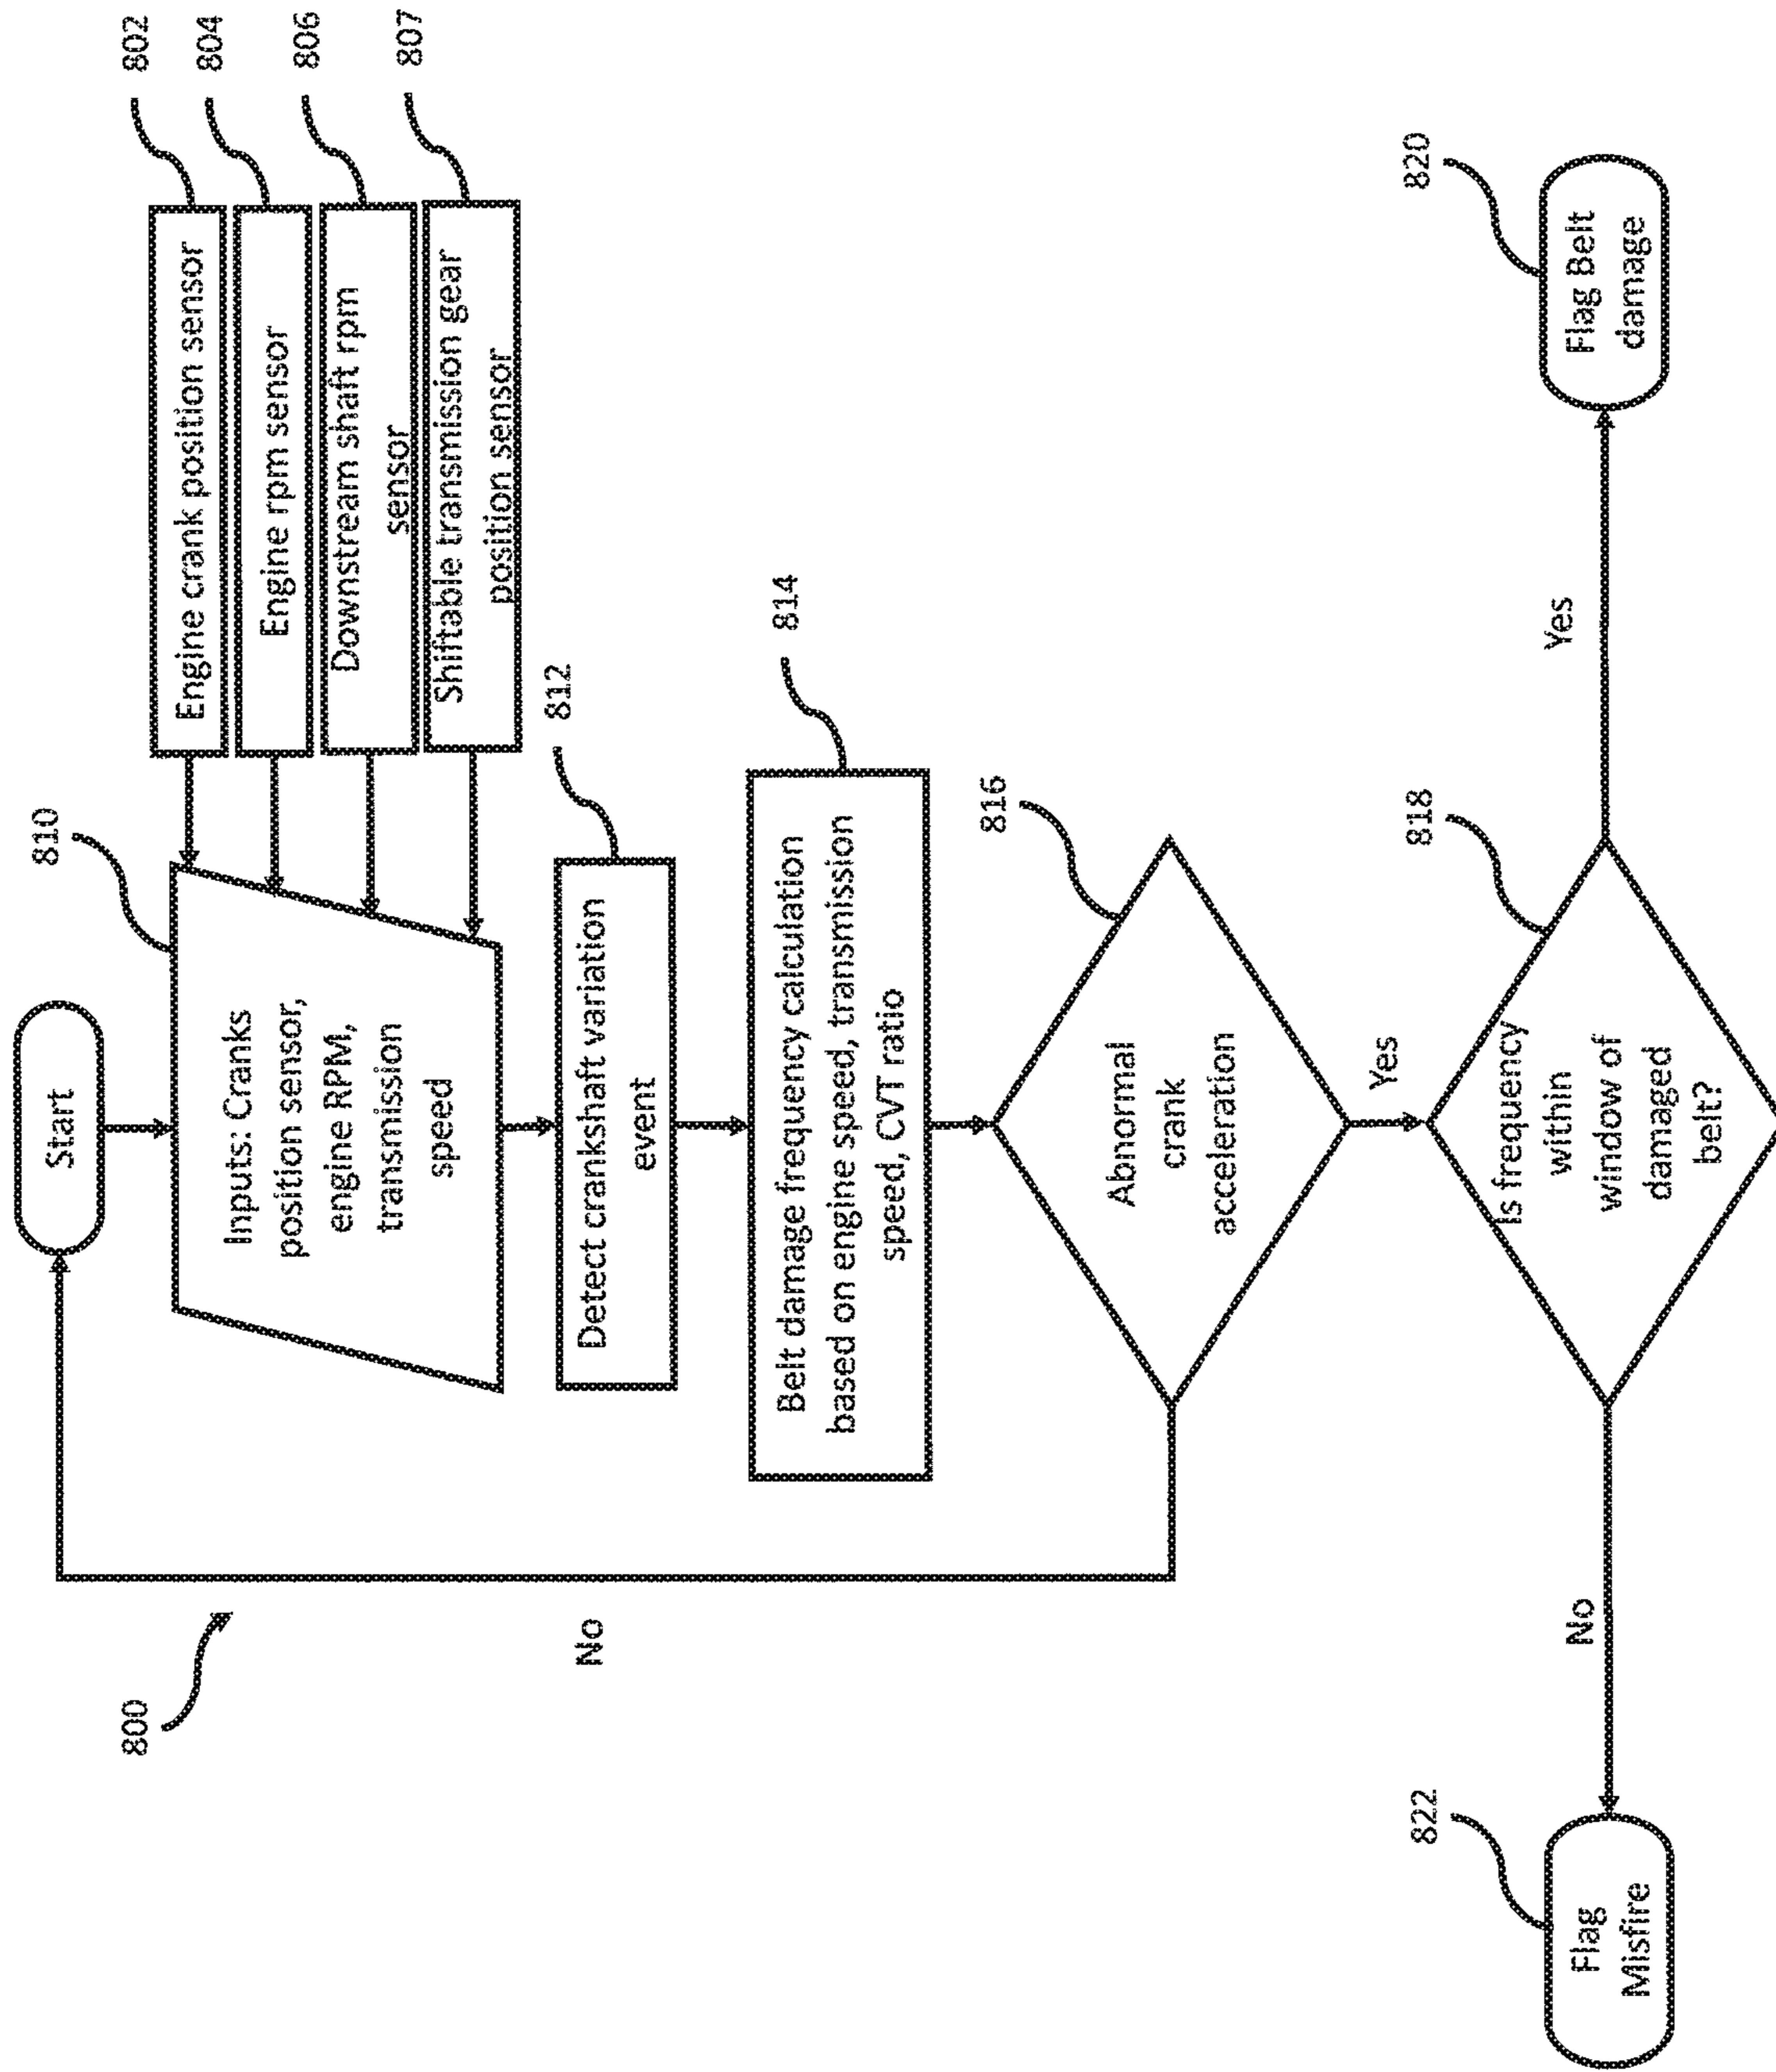 800
Start
810
Inputs: Cranks
position sensor,
engine RPM,
transmission
speed
Engine crank position sensor
802
Engine rpm sensor
804
Downstream shaft rpm
sensor
806
Shiftable transmission gear
position sensor
807
Detect crankshaft variation
event
812
Belt damage frequency calculation
based on engine speed, transmission
speed, CVT ratio
814
Abnormal
crank
acceleration
816
No
Yes
Is frequency
within
window of
damaged
belt?
818
No
Yes
Flag
Misfire
822
Flag Belt
damage
820